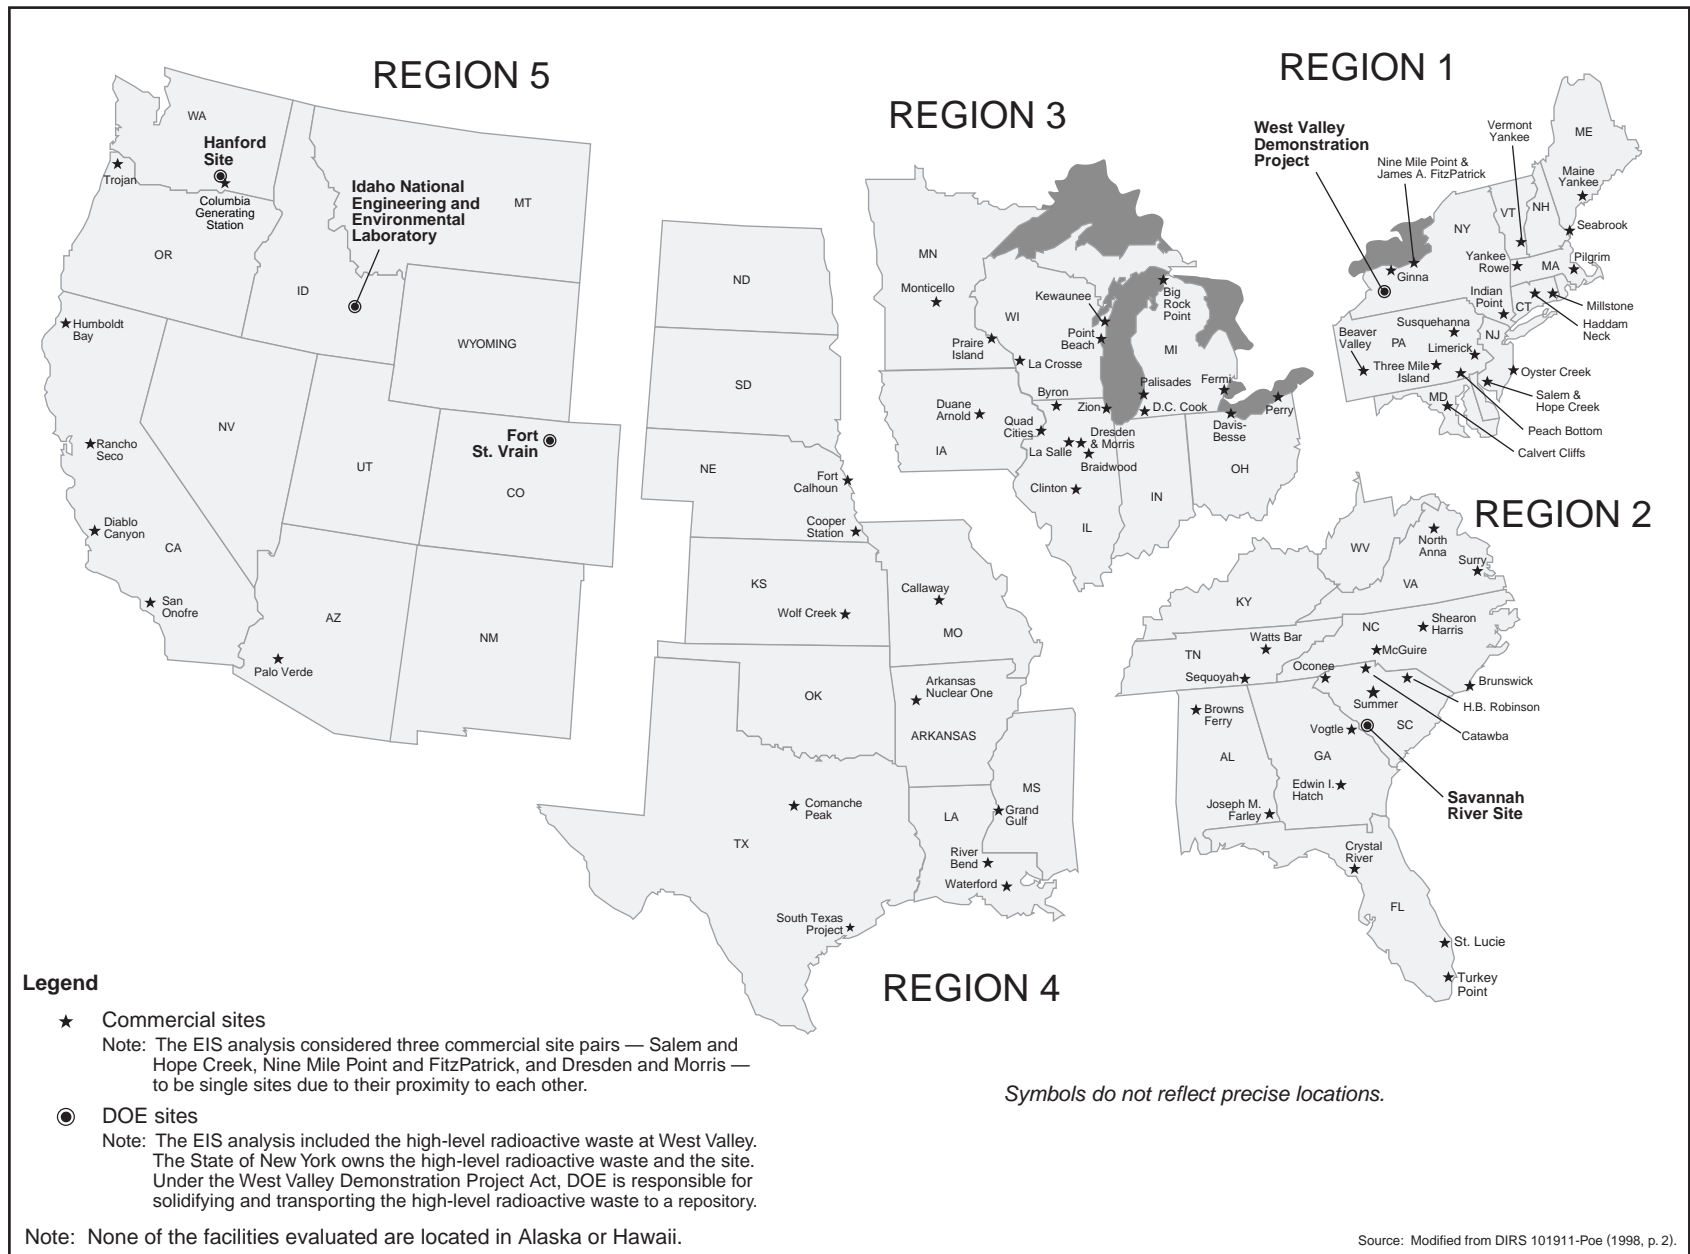 REGION 5
WA
Hanford
Site
Trojan
Columbia
Generating
Station
Idaho National
Engineering and
Environmental
Laboratory
MT
OR
ID
Humboldt
Bay
WYOMING
NV
Rancho
Seco
UT
Fort
St. Vrain
CO
Diablo
Canyon
CA
San
Onofre
AZ
Palo Verde
NM
REGION 3
MN
Monticello
Kewaunee
WI
Big
Rock
Point
Point
Beach
Praire
Island
La Crosse
MI
Palisades
Fermi
Byron
Zion
D.C. Cook
Perry
Duane
Arnold
Quad
Cities
Davis-
Besse
Dresden
& Morris
La Salle
Braidwood
IA
Clinton
OH
IN
IL
REGION 1
West Valley
Demonstration
Project
Vermont
Yankee
Nine Mile Point &
James A. FitzPatrick
ME
Maine
Yankee
VT
NH
NY
Seabrook
Yankee
Rowe
MA
Pilgrim
Ginna
Indian
Point
CT
Millstone
Haddam
Neck
Susquehanna
Beaver
Valley
PA
NJ
Limerick
Three Mile
Island
Oyster Creek
MD
Salem &
Hope Creek
Peach Bottom
Calvert Cliffs
REGION 2
WV
North
Anna
Surry
VA
KY
NC
Shearon
Harris
Watts Bar
TN
McGuire
Oconee
Sequoyah
Brunswick
H.B. Robinson
Summer
Browns
Ferry
Vogtle
SC
Catawba
AL
GA
Edwin I.
Hatch
Joseph M.
Farley
Savannah
River Site
Crystal
River
FL
St. Lucie
Turkey
Point
ND
SD
NE
Fort
Calhoun
Cooper
Station
KS
Wolf Creek
Callaway
MO
OK
Arkansas
Nuclear One
ARKANSAS
MS
Comanche
Peak
LA
Grand
Gulf
TX
River
Bend
Waterford
South Texas
Project
REGION 4
Legend
Commercial sites
Note: The EIS analysis considered three commercial site pairs — Salem and
Hope Creek, Nine Mile Point and FitzPatrick, and Dresden and Morris —
to be single sites due to their proximity to each other.
DOE sites
Note: The EIS analysis included the high-level radioactive waste at West Valley.
The State of New York owns the high-level radioactive waste and the site.
Under the West Valley Demonstration Project Act, DOE is responsible for
solidifying and transporting the high-level radioactive waste to a repository.
Symbols do not reflect precise locations.
Note: None of the facilities evaluated are located in Alaska or Hawaii.
Source: Modified from DIRS 101911-Poe (1998, p. 2).